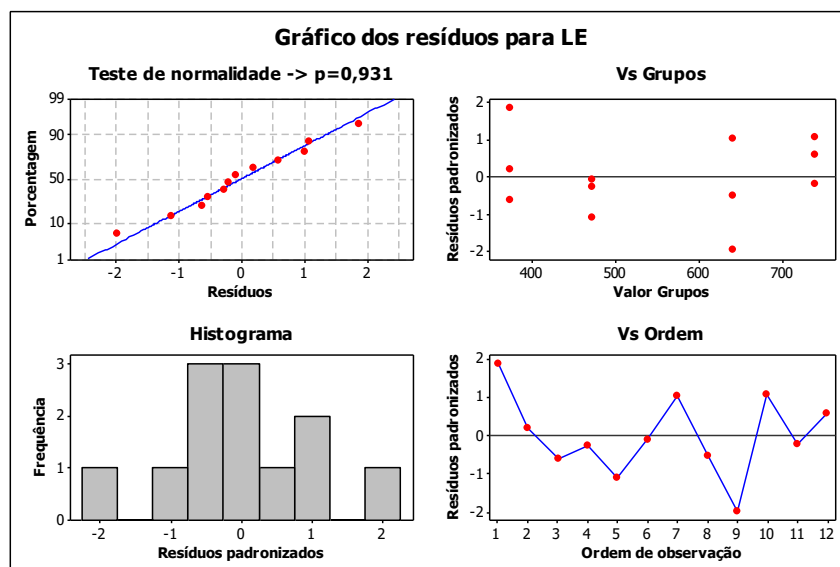 Gráfico dos resíduos para LE
Teste de normalidade -> p=0,931
Porcentagem
99
90
50
10
1
-2 -1 0 1 2
Resíduos
Vs Grupos
Resíduos padronizados
2
1
0
-1
-2
400 500 600 700
Valor Grupos
Histograma
Frequência
3
2
1
0
-2 -1 0 1 2
Resíduos padronizados
Vs Ordem
Resíduos padronizados
2
1
0
-1
-2
1 2 3 4 5 6 7 8 9 10 11 12
Ordem de observação